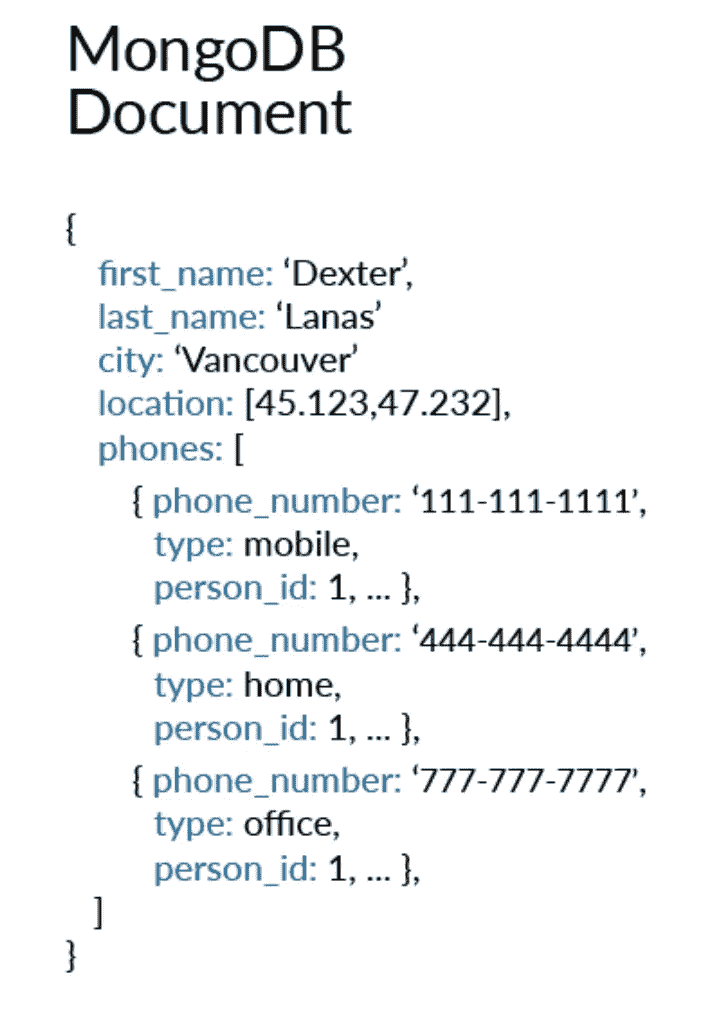 MongoDB
Document
{
first_name: ‘Dexter’,
last_name: ‘Lanas’
city: ‘Vancouver’
location: [45.123,47.232],
phones: [
{ phone_number: ‘111-111-1111’,
type: mobile,
person_id: 1, ... },
{ phone_number: ‘444-444-4444’,
type: home,
person_id: 1, ... },
{ phone_number: ‘777-777-7777’,
type: office,
person_id: 1, ... },
]
}